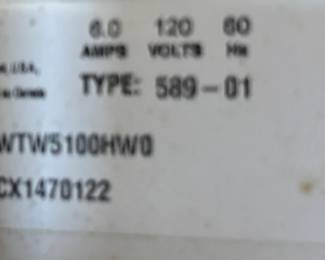 6.0 120 60
AMPS VOLTS Hz
U.S.A.,
TYPE: 589-01
WTW5100HW0
CX1470122